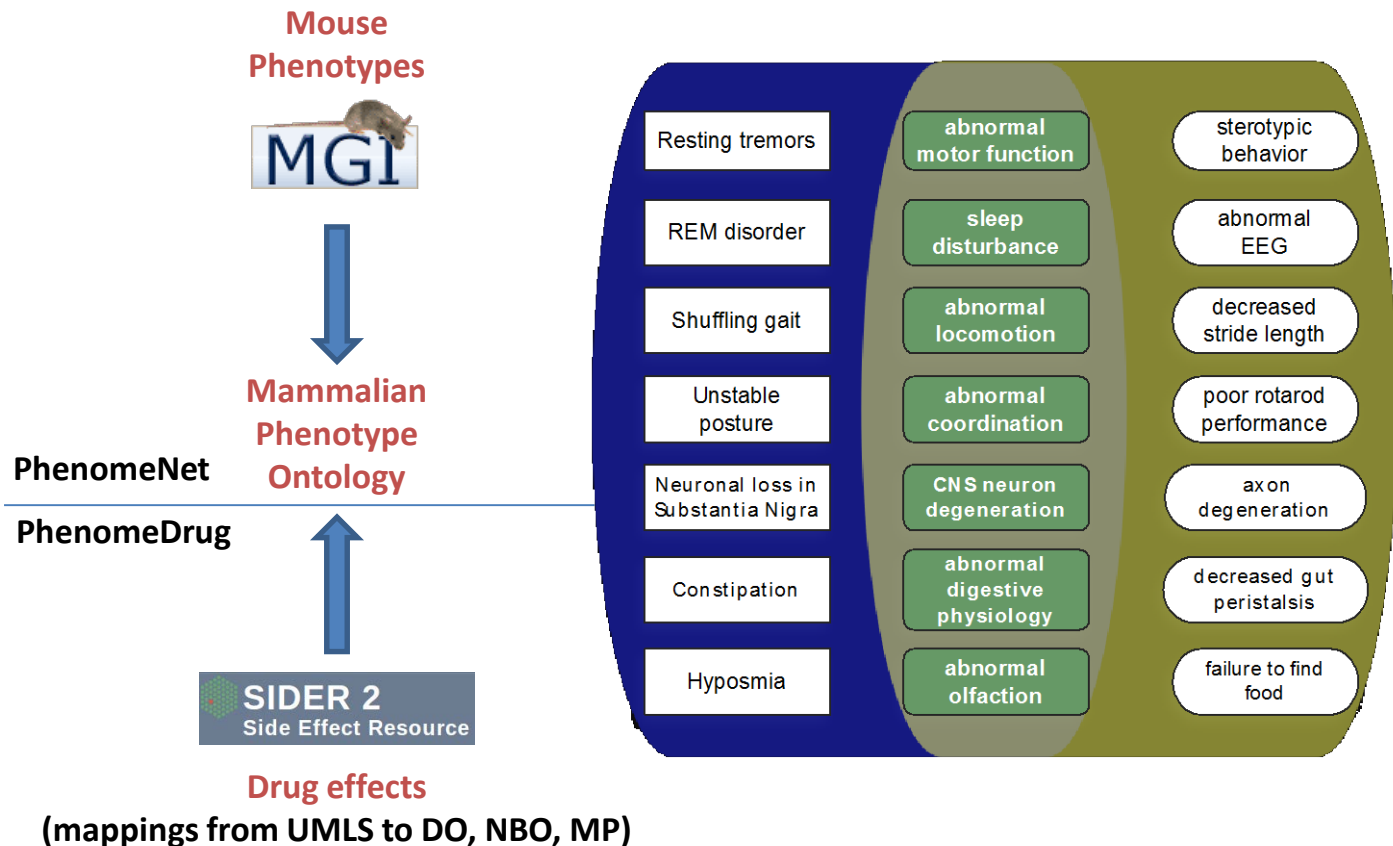 Mouse
Phenotypes
MGI
Mammalian
Phenotype
Ontology
PhenomeNet
PhenomeDrug
SIDER 2
Side Effect Resource
Drug effects
(mappings from UMLS to DO, NBO, MP)
Resting tremors
abnormal
motor function
sterotypic
behavior
REM disorder
sleep
disturbance
abnormal
EEG
Shuffling gait
abnormal
locomotion
decreased
stride length
Unstable
posture
abnormal
coordination
poor rotarod
performance
Neuronal loss in
Substantia Nigra
CNS neuron
degeneration
axon
degeneration
Constipation
abnormal
digestive
physiology
decreased gut
peristalsis
Hyposmia
abnormal
olfaction
failure to find
food